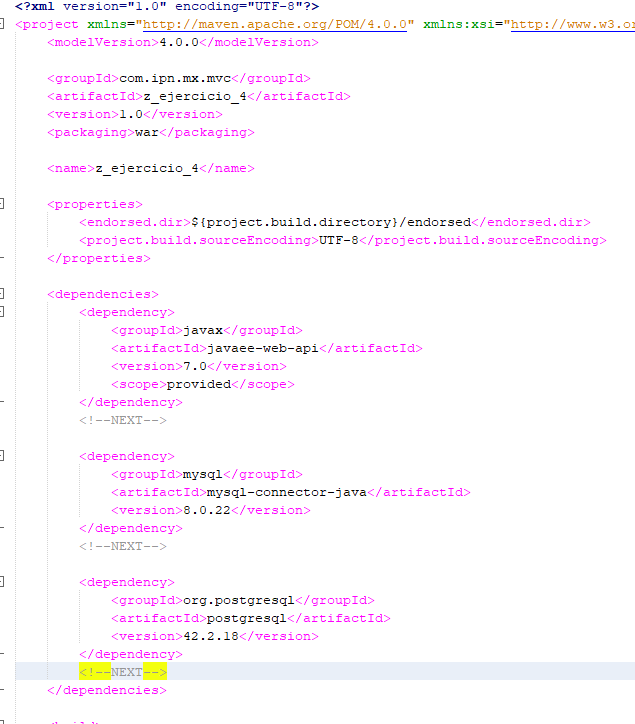 <?xml version="1.0" encoding="UTF-8"?>
<project xmlns="http://maven.apache.org/POM/4.0.0" xmlns:xsi="http://www.w3.o
<modelVersion>4.0.0</modelVersion>
<groupId>com.ipn.mx.mvc</groupId>
<artifactId>z_ejercicio_4</artifactId>
<version>1.0</version>
<packaging>war</packaging>
<name>z_ejercicio_4</name>
<properties>
<endorsed.dir>${project.build.directory}/endorsed</endorsed.dir>
<project.build.sourceEncoding>UTF-8</project.build.sourceEncoding>
</properties>
<dependencies>
<dependency>
<groupId>javax</groupId>
<artifactId>javaee-web-api</artifactId>
<version>7.0</version>
<scope>provided</scope>
</dependency>
<!--NEXT-->
<dependency>
<groupId>mysql</groupId>
<artifactId>mysql-connector-java</artifactId>
<version>8.0.22</version>
</dependency>
<!--NEXT-->
<dependency>
<groupId>org.postgresql</groupId>
<artifactId>postgresql</artifactId>
<version>42.2.18</version>
</dependency>
<!--NEXT-->
</dependencies>